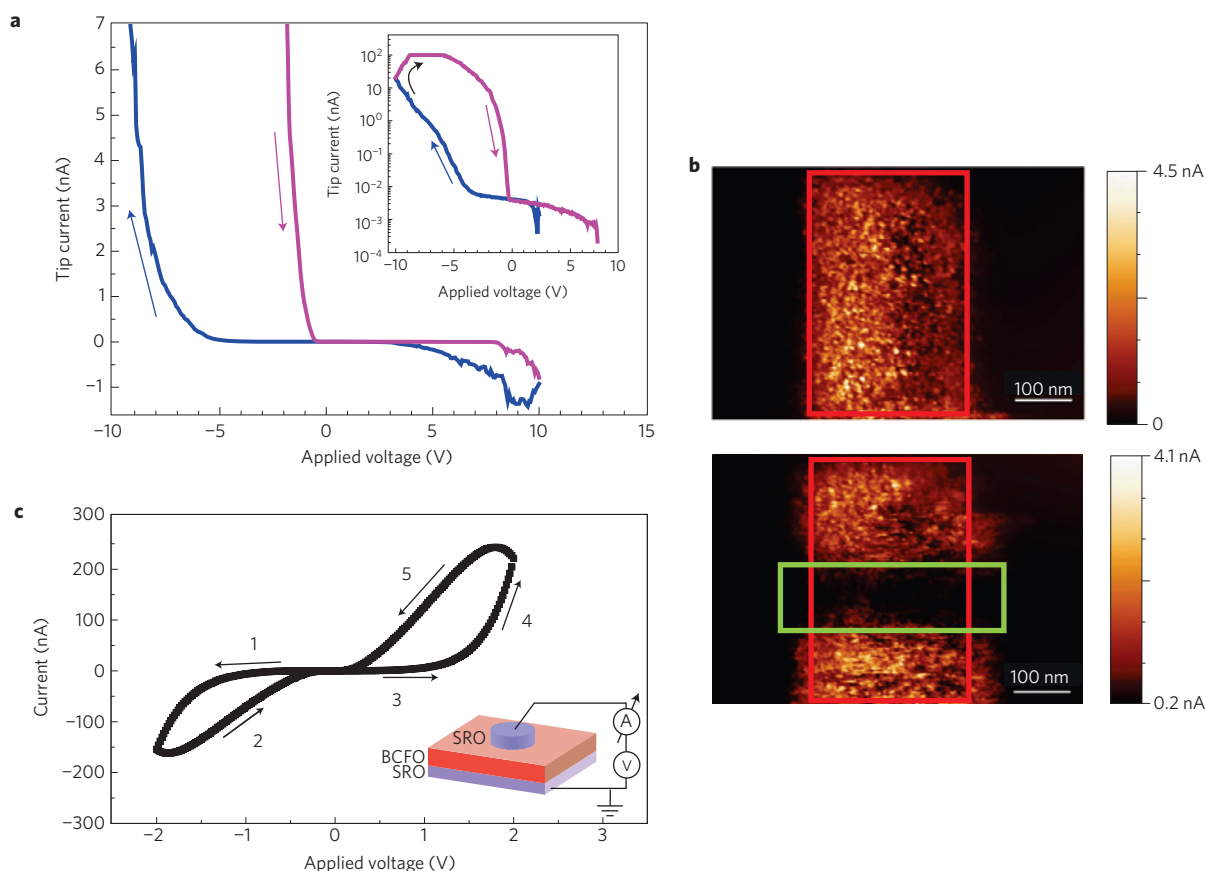 a
7
6
5
4
3
2
1
0
−1
Tip current (nA)
−10 −5 0 5 10 15
Applied voltage (V)
10²
10
10⁰
10⁻¹
10⁻²
10⁻³
10⁻⁴
Tip current (nA)
−10 −5 0 5 10
Applied voltage (V)
b
4.5 nA
100 nm
0
4.1 nA
100 nm
0.2 nA
c
300
200
100
0
−100
−200
−300
Current (nA)
1
2
3
4
5
SRO
BCFO
SRO
A
V
−2 −1 0 1 2 3
Applied voltage (V)